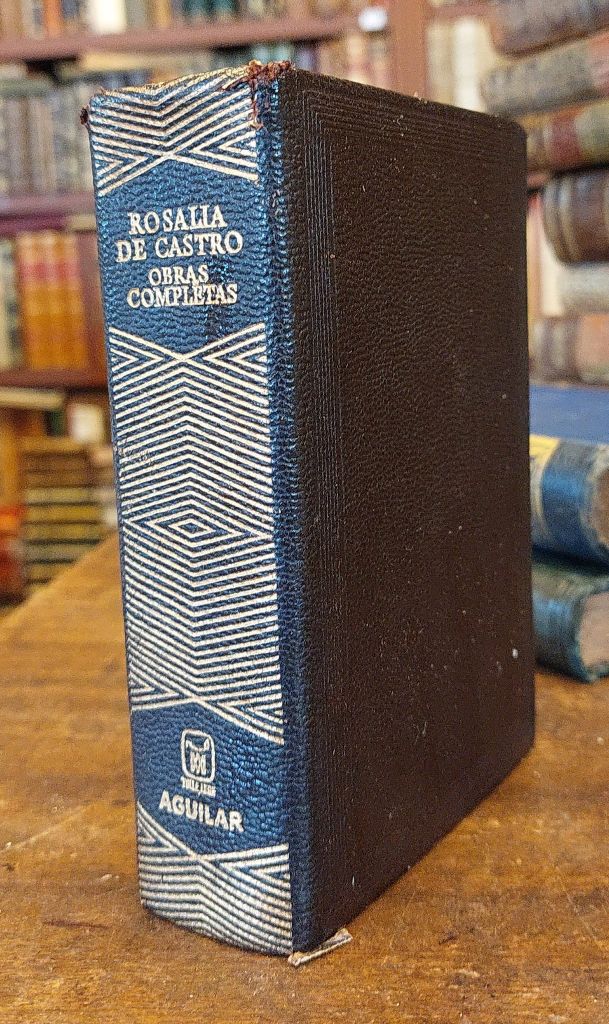 ROSALIA
DE CASTRO
OBRAS
COMPLETAS
AGUILAR